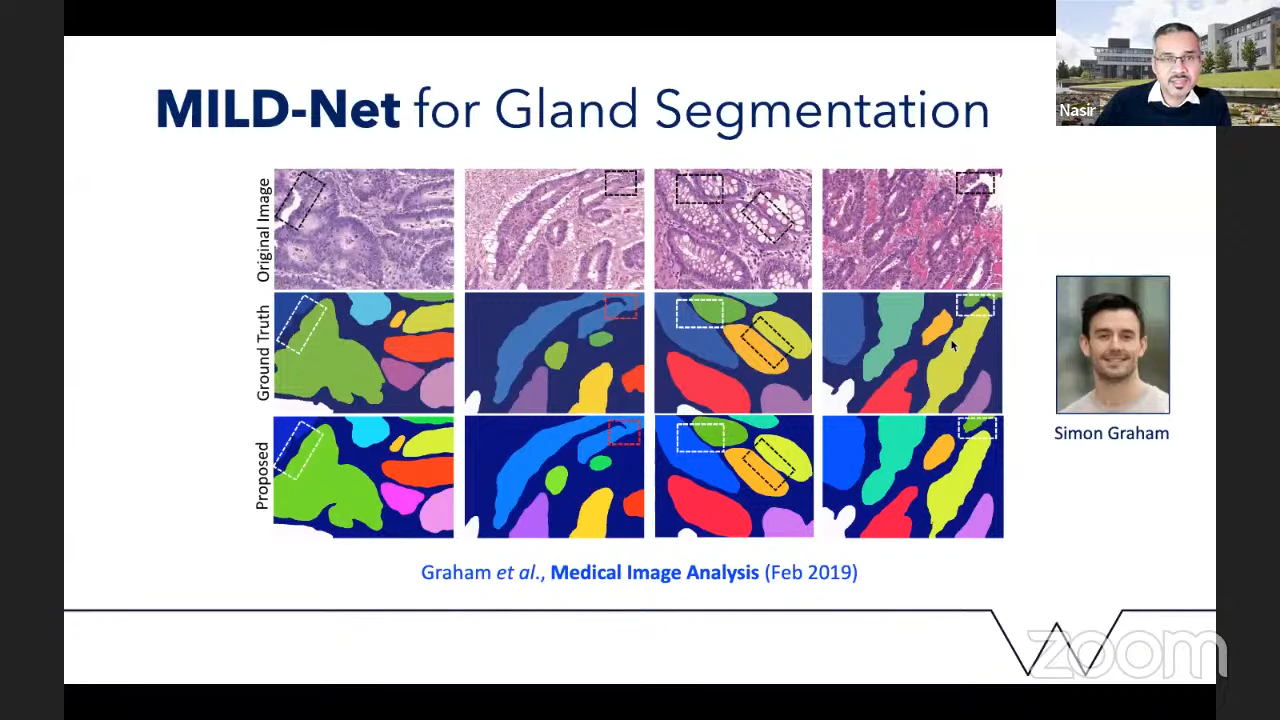 MILD-Net for Gland Segmentation
Nasir
Original Image
Ground Truth
Proposed
Simon Graham
Graham et al., Medical Image Analysis (Feb 2019)
zoom